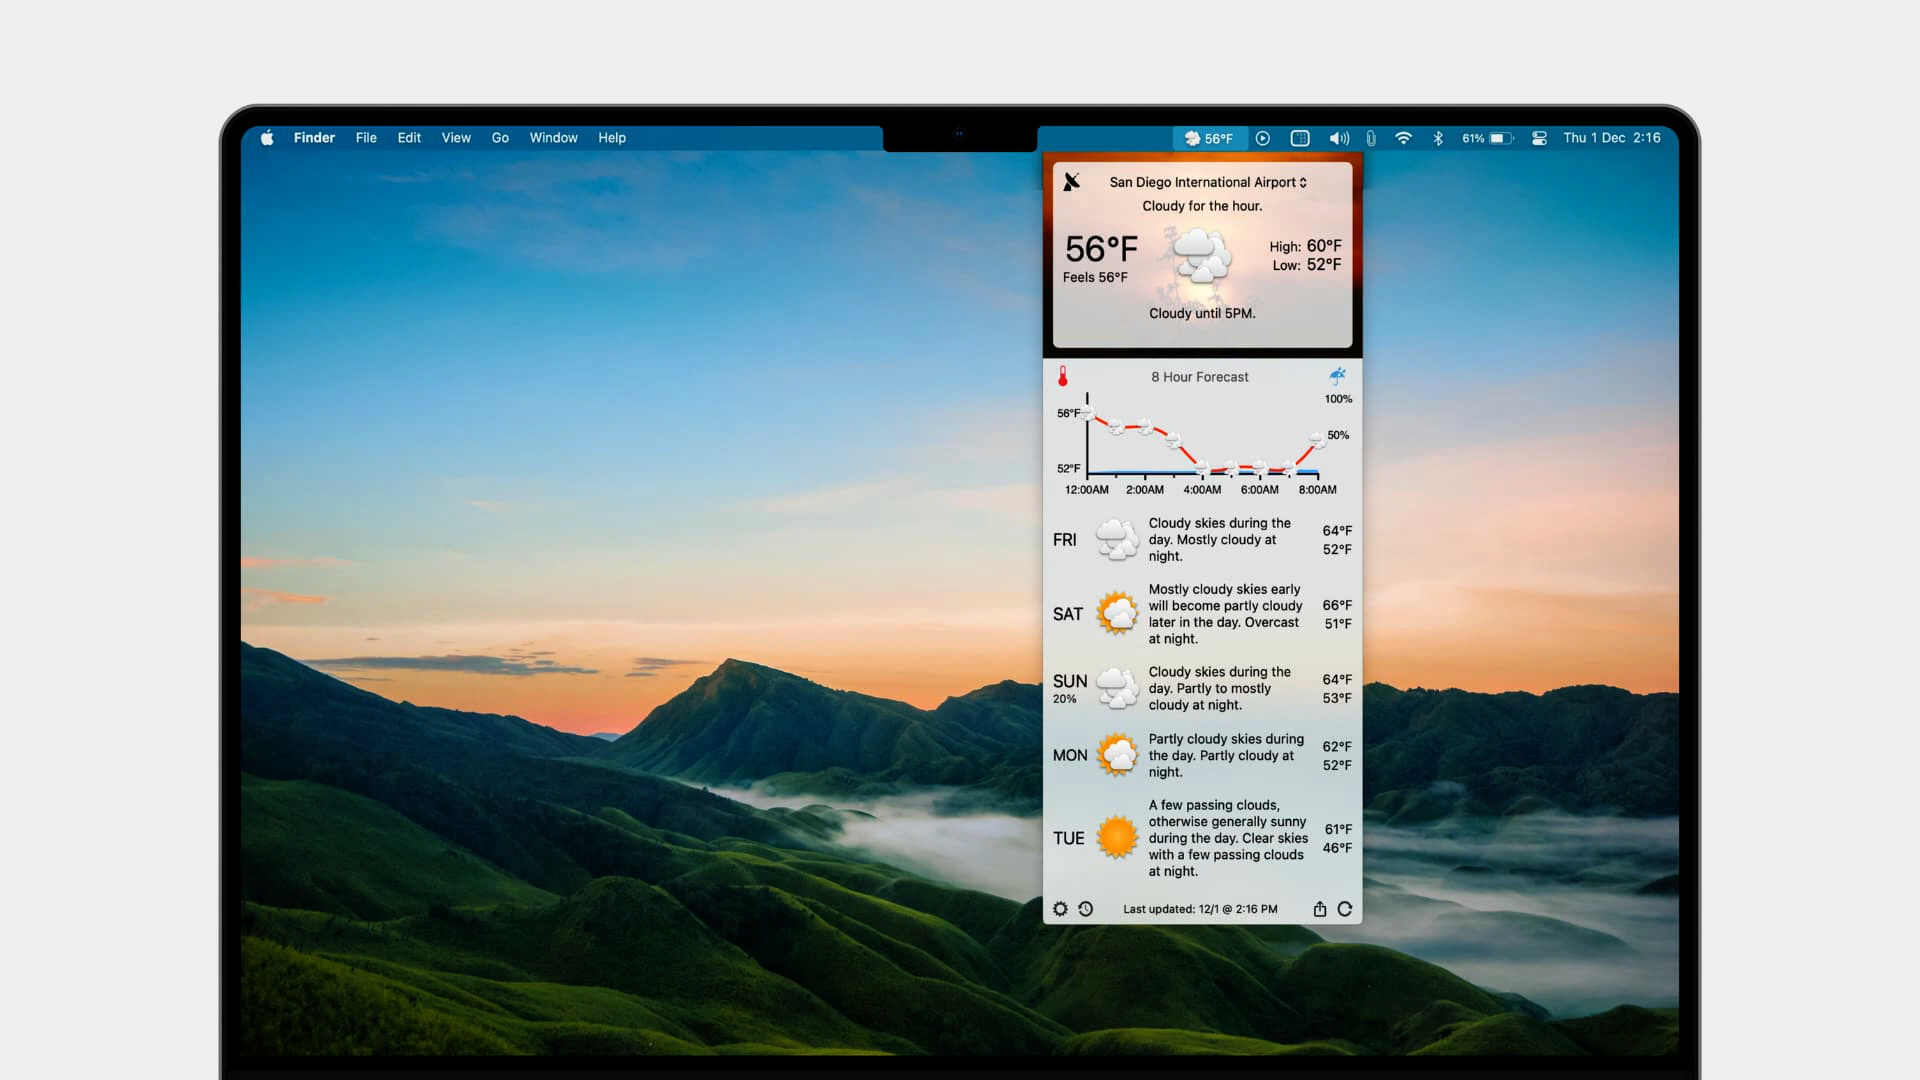 Finder File Edit View Go Window Help
56°F 61% Thu 1 Dec 2:16
San Diego International Airport
Cloudy for the hour.
56°F
Feels 56°F
High: 60°F
Low: 52°F
Cloudy until 5PM.
8 Hour Forecast
100%
56°F
50%
52°F
12:00AM 2:00AM 4:00AM 6:00AM 8:00AM
FRI
Cloudy skies during the
day. Mostly cloudy at
night.
64°F
52°F
SAT
Mostly cloudy skies early
will become partly cloudy
later in the day. Overcast
at night.
66°F
51°F
SUN
20%
Cloudy skies during the
day. Partly to mostly
cloudy at night.
64°F
53°F
MON
Partly cloudy skies during
the day. Partly cloudy at
night.
62°F
52°F
TUE
A few passing clouds,
otherwise generally sunny
during the day. Clear skies
with a few passing clouds
at night.
61°F
46°F
Last updated: 12/1 @ 2:16 PM